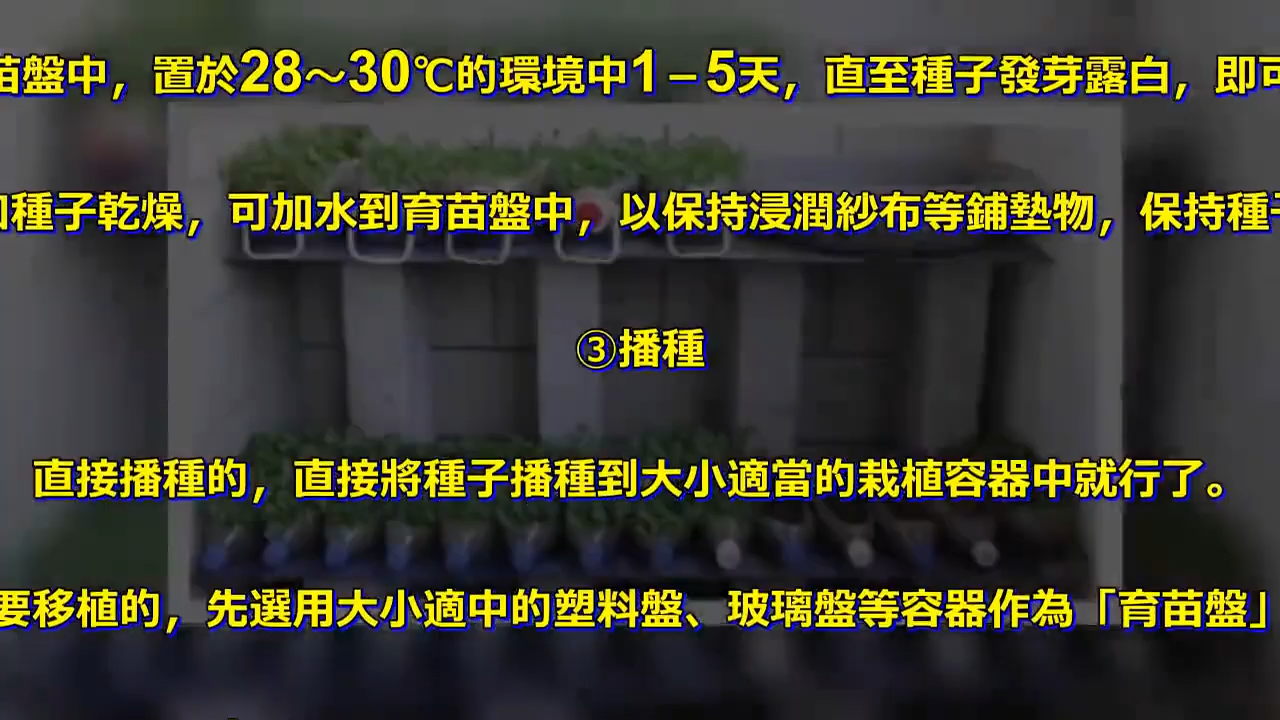 苗盤中，置於28～30℃的環境中1－5天，直至種子發芽露白，即可
種子乾燥，可加水到育苗盤中，以保持浸潤紗布等鋪墊物，保持種子
③播種
直接播種的，直接將種子播種到大小適當的栽植容器中就行了。
要移植的，先選用大小適中的塑料盤、玻璃盤等容器作為「育苗盤」